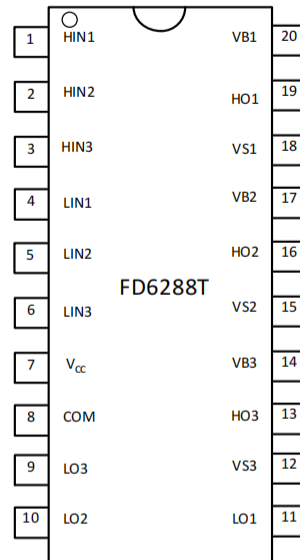 1 HIN1 VB1 20
2 HIN2 HO1 19
3 HIN3 VS1 18
4 LIN1 VB2 17
5 LIN2 HO2 16
FD6288T
6 LIN3 VS2 15
7 VCC VB3 14
8 COM HO3 13
9 LO3 VS3 12
10 LO2 LO1 11